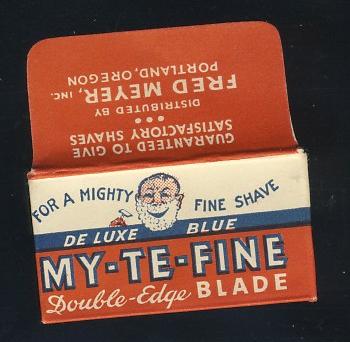 GUARANTEED TO GIVE
SATISFACTORY SHAVES
•••
DISTRIBUTED BY
FRED MEYER, INC.
PORTLAND, OREGON
FOR A MIGHTY FINE SHAVE
DE LUXE BLUE
MY-TE-FINE
Double-Edge BLADE